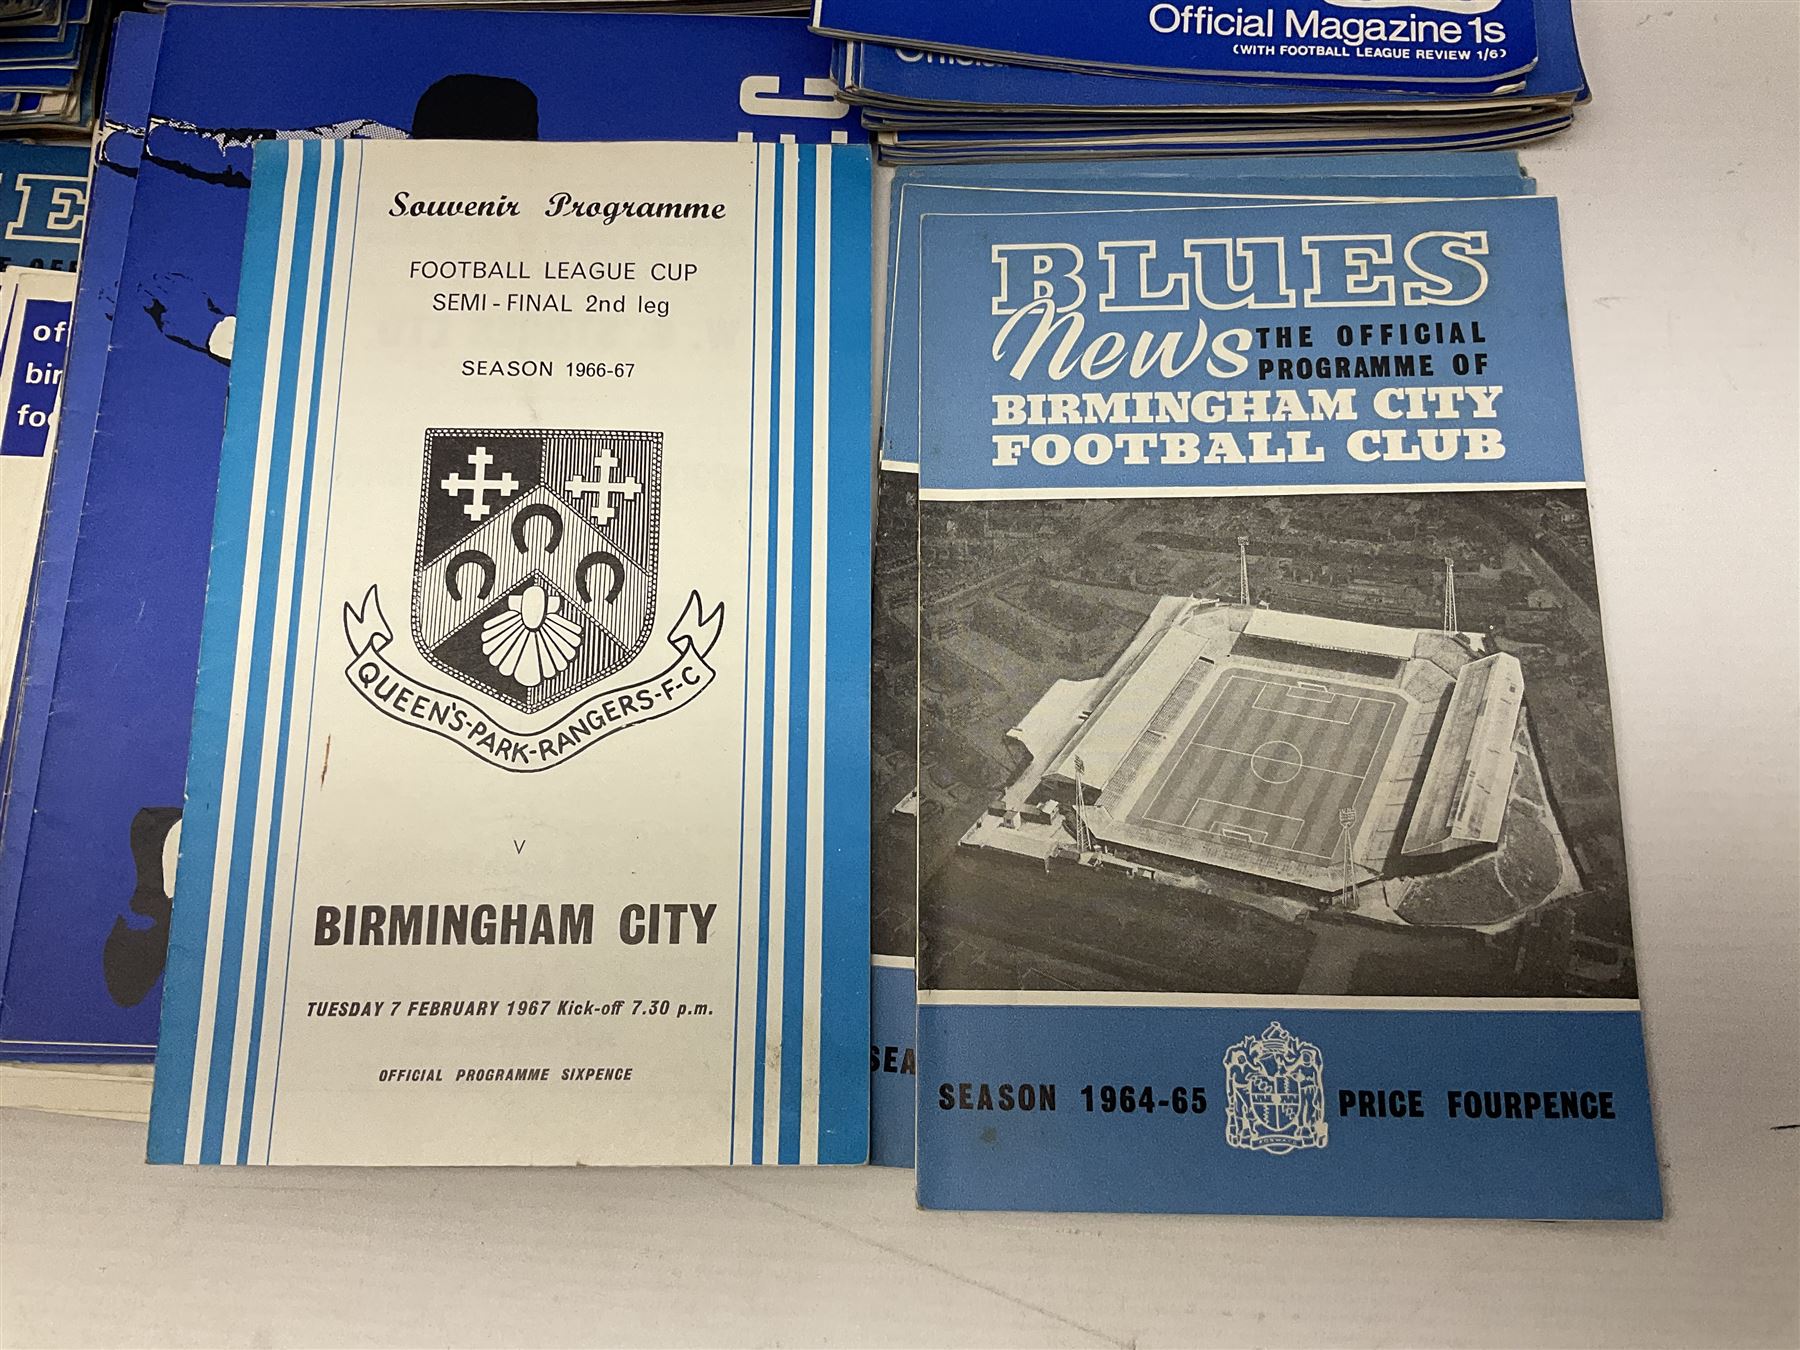 Official Magazine 1s
(WITH FOOTBALL LEAGUE REVIEW 1/6)
Souvenir Programme
FOOTBALL LEAGUE CUP
SEMI - FINAL 2nd leg
SEASON 1966-67
QUEEN'S-PARK-RANGERS-F-C
v
BIRMINGHAM CITY
TUESDAY 7 FEBRUARY 1967 Kick-off 7.30 p.m.
OFFICIAL PROGRAMME SIXPENCE
BLUES
News THE OFFICIAL
PROGRAMME OF
BIRMINGHAM CITY
FOOTBALL CLUB
SEASON 1964-65
PRICE FOURPENCE
FORWARD